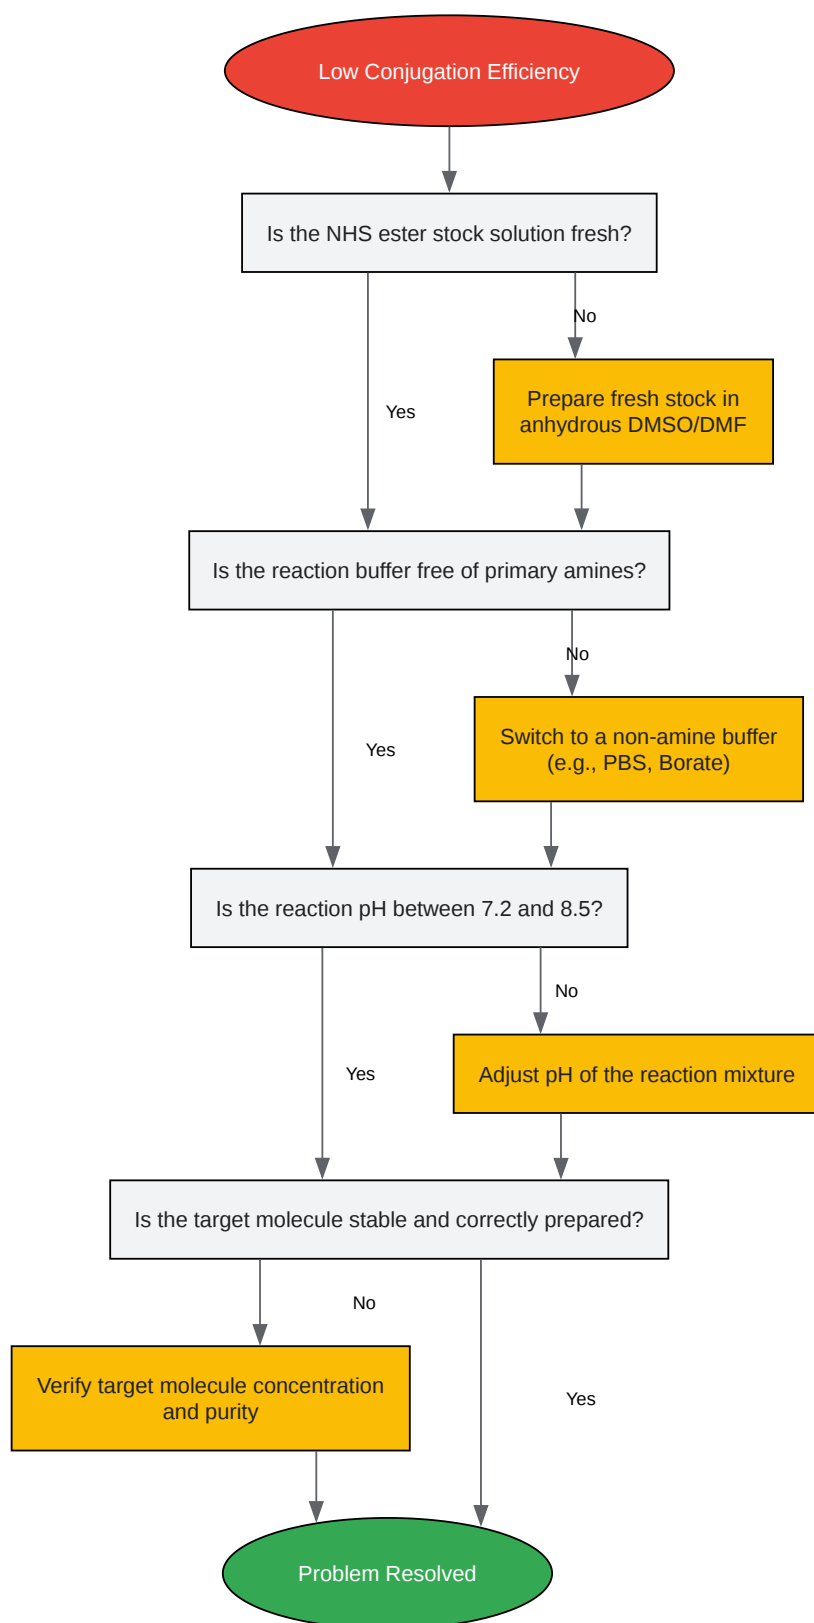 Low Conjugation Efficiency
Is the NHS ester stock solution fresh?
No
Prepare fresh stock in
anhydrous DMSO/DMF
Yes
Is the reaction buffer free of primary amines?
No
Switch to a non-amine buffer
(e.g., PBS, Borate)
Yes
Is the reaction pH between 7.2 and 8.5?
No
Adjust pH of the reaction mixture
Yes
Is the target molecule stable and correctly prepared?
No
Verify target molecule concentration
and purity
Yes
Problem Resolved